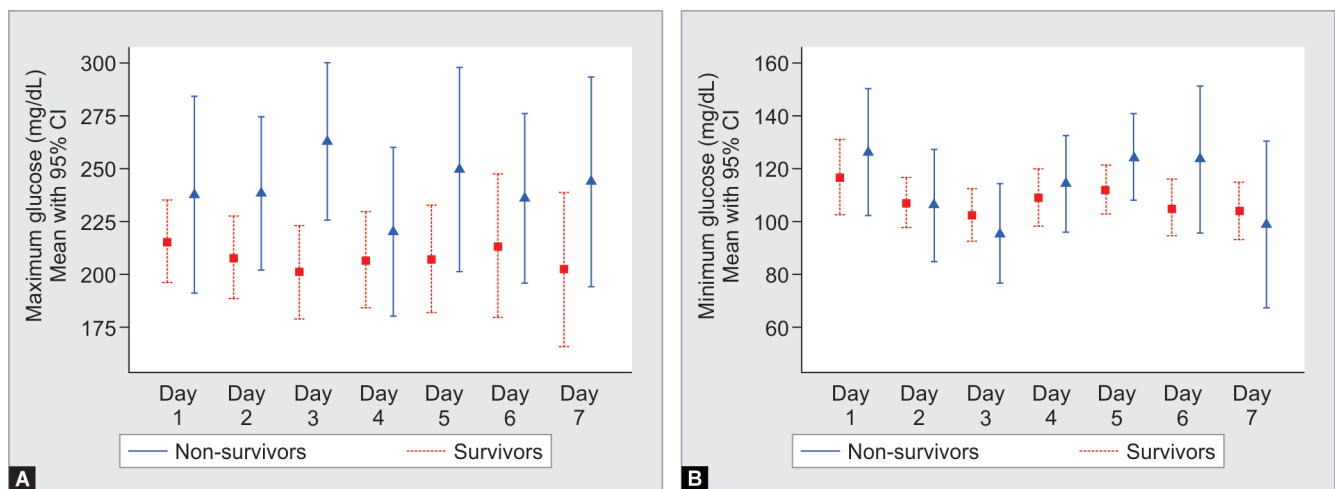 Maximum glucose (mg/dL)
Mean with 95% CI
300
275
250
225
200
175
Day
1
Day
2
Day
3
Day
4
Day
5
Day
6
Day
7
Non-survivors
Survivors
A
Minimum glucose (mg/dL)
Mean with 95% CI
160
140
120
100
80
60
Day
1
Day
2
Day
3
Day
4
Day
5
Day
6
Day
7
Non-survivors
Survivors
B